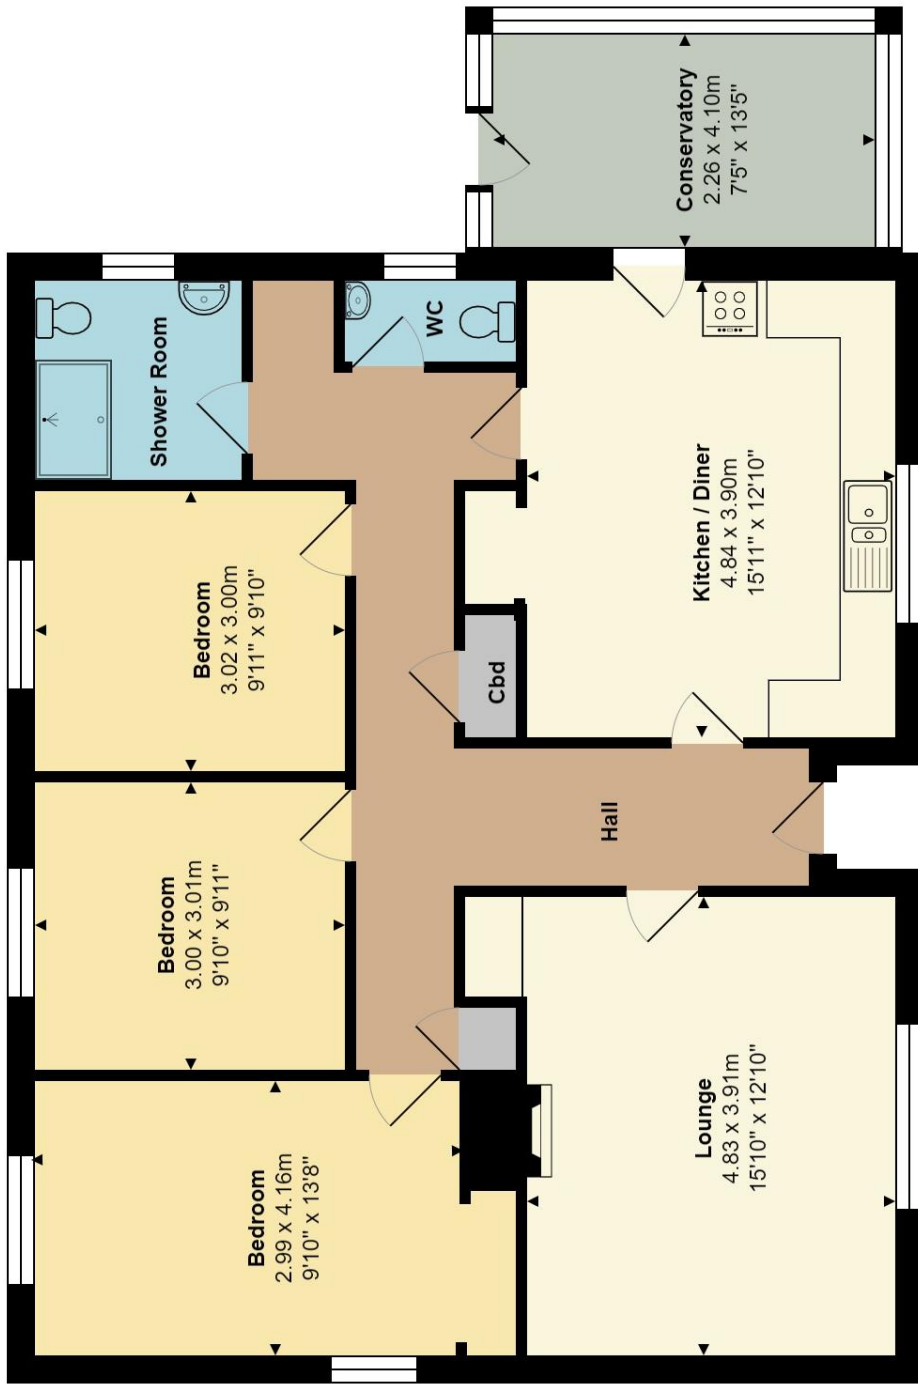 Conservatory
2.26 x 4.10m
7'5" x 13'5"
Shower Room
WC
Kitchen / Diner
4.84 x 3.90m
15'11" x 12'10"
Bedroom
3.02 x 3.00m
9'11" x 9'10"
Cbd
Hall
Bedroom
3.00 x 3.01m
9'10" x 9'11"
Lounge
4.83 x 3.91m
15'10" x 12'10"
Bedroom
2.99 x 4.16m
9'10" x 13'8"